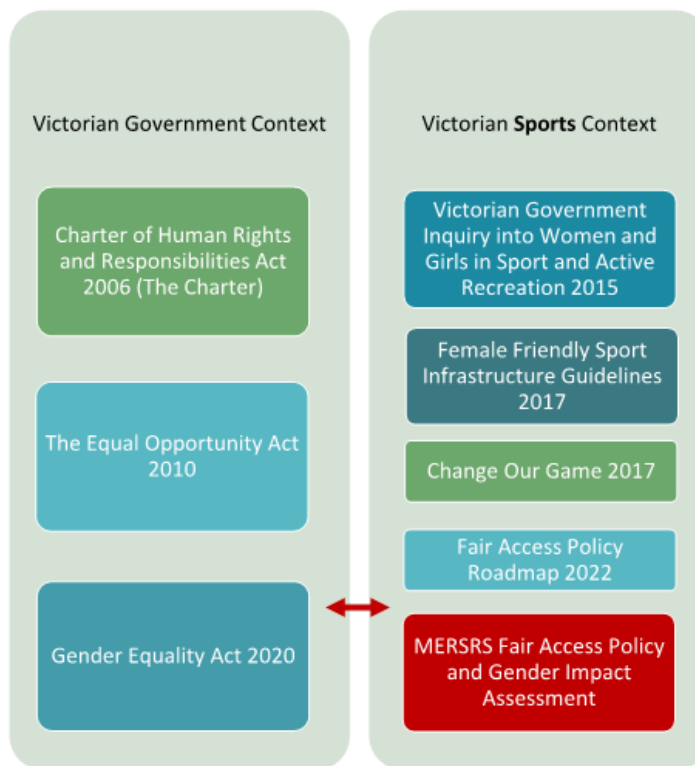 Victorian Government Context
Charter of Human Rights
and Responsibilities Act
2006 (The Charter)
The Equal Opportunity Act
2010
Gender Equality Act 2020
Victorian Sports Context
Victorian Government
Inquiry into Women and
Girls in Sport and Active
Recreation 2015
Female Friendly Sport
Infrastructure Guidelines
2017
Change Our Game 2017
Fair Access Policy
Roadmap 2022
MERSRS Fair Access Policy
and Gender Impact
Assessment